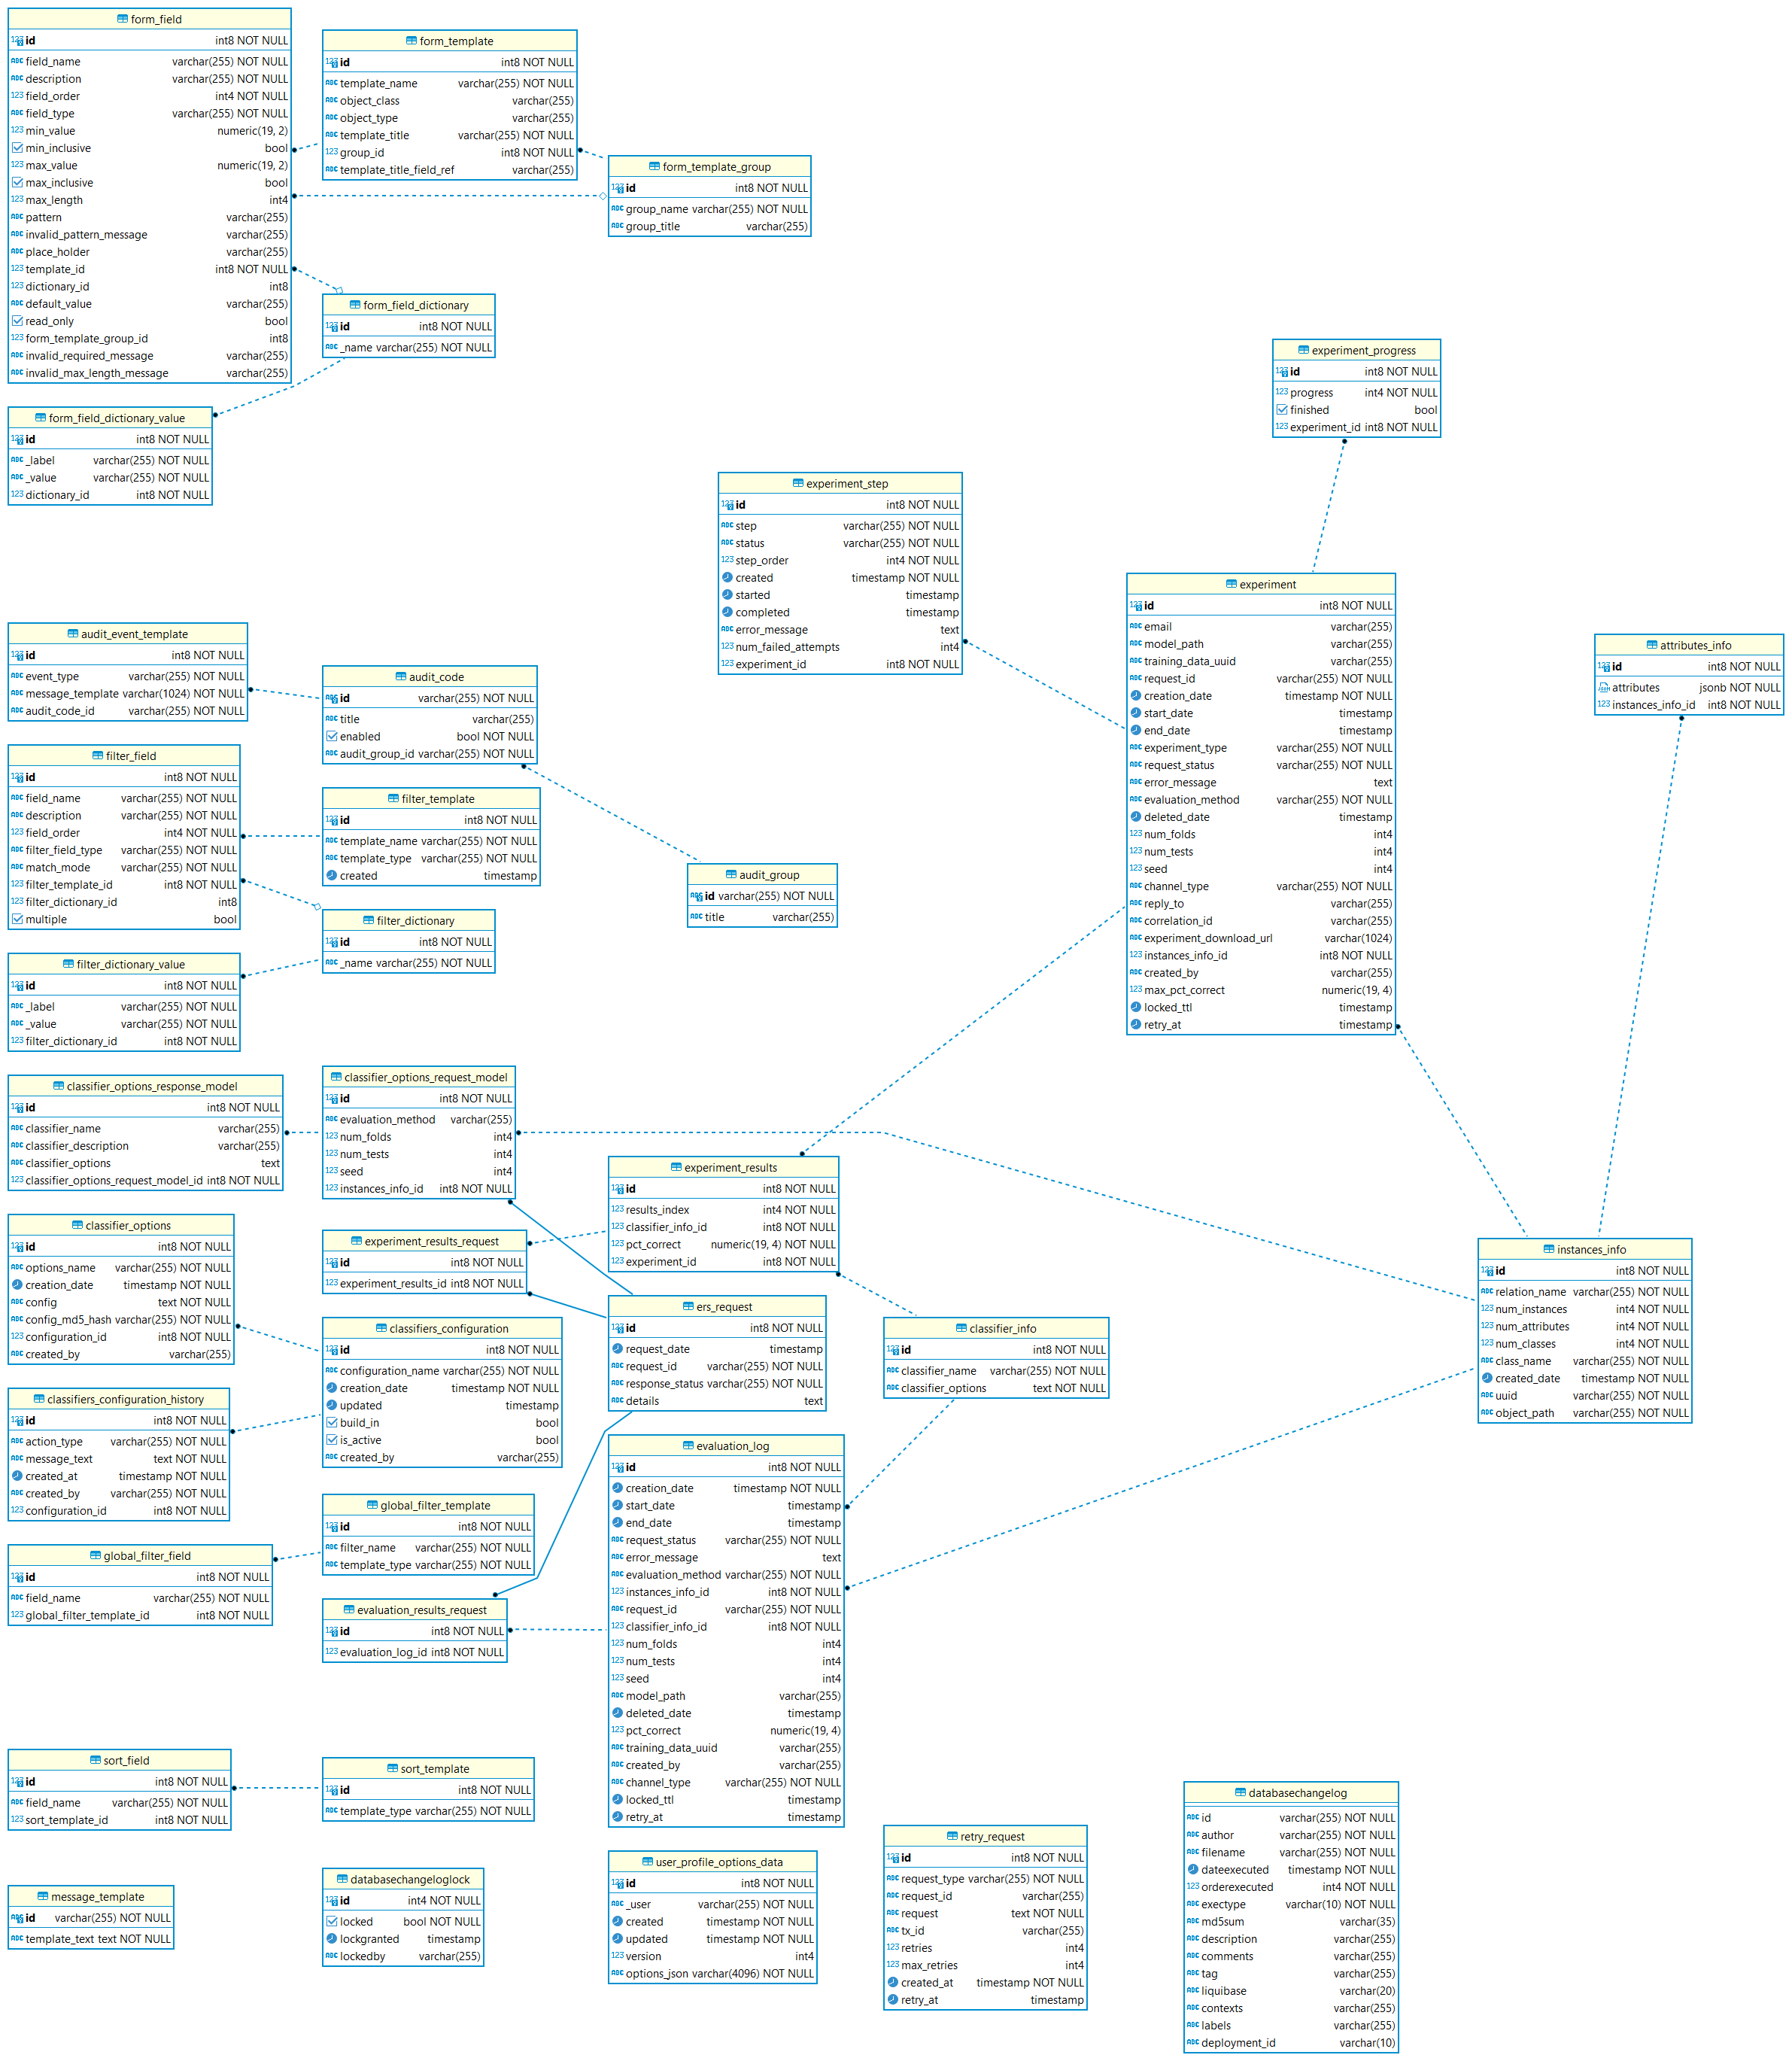 form_field
id int8 NOT NULL
field_name varchar(255) NOT NULL
description varchar(255) NOT NULL
field_order int4 NOT NULL
field_type varchar(255) NOT NULL
min_value numeric(19, 2)
min_inclusive bool
max_value numeric(19, 2)
max_inclusive bool
max_length int4
pattern varchar(255)
invalid_pattern_message varchar(255)
place_holder varchar(255)
template_id int8 NOT NULL
dictionary_id int8
default_value varchar(255)
read_only bool
form_template_group_id int8
invalid_required_message varchar(255)
invalid_max_length_message varchar(255)
form_template
id int8 NOT NULL
template_name varchar(255) NOT NULL
object_class varchar(255)
object_type varchar(255)
template_title varchar(255) NOT NULL
group_id int8 NOT NULL
template_title_field_ref varchar(255)
form_template_group
id int8 NOT NULL
group_name varchar(255) NOT NULL
group_title varchar(255)
form_field_dictionary
id int8 NOT NULL
_name varchar(255) NOT NULL
form_field_dictionary_value
id int8 NOT NULL
_label varchar(255) NOT NULL
_value varchar(255) NOT NULL
dictionary_id int8 NOT NULL
experiment_progress
id int8 NOT NULL
progress int4 NOT NULL
finished bool
experiment_id int8 NOT NULL
experiment_step
id int8 NOT NULL
step varchar(255) NOT NULL
status varchar(255) NOT NULL
step_order int4 NOT NULL
created timestamp NOT NULL
started timestamp
completed timestamp
error_message text
num_failed_attempts int4
experiment_id int8 NOT NULL
experiment
id int8 NOT NULL
email varchar(255)
model_path varchar(255)
training_data_uuid varchar(255)
request_id varchar(255) NOT NULL
creation_date timestamp NOT NULL
start_date timestamp
end_date timestamp
experiment_type varchar(255) NOT NULL
request_status varchar(255) NOT NULL
error_message text
evaluation_method varchar(255) NOT NULL
deleted_date timestamp
num_folds int4
num_tests int4
seed int4
channel_type varchar(255) NOT NULL
reply_to varchar(255)
correlation_id varchar(255)
experiment_download_url varchar(1024)
instances_info_id int8 NOT NULL
created_by varchar(255)
max_pct_correct numeric(19, 4)
locked_ttl timestamp
retry_at timestamp
attributes_info
id int8 NOT NULL
attributes jsonb NOT NULL
instances_info_id int8 NOT NULL
audit_event_template
id int8 NOT NULL
event_type varchar(255) NOT NULL
message_template varchar(1024) NOT NULL
audit_code_id varchar(255) NOT NULL
audit_code
id varchar(255) NOT NULL
title varchar(255)
enabled bool NOT NULL
audit_group_id varchar(255) NOT NULL
filter_field
id int8 NOT NULL
field_name varchar(255) NOT NULL
description varchar(255) NOT NULL
field_order int4 NOT NULL
filter_field_type varchar(255) NOT NULL
match_mode varchar(255) NOT NULL
filter_template_id int8 NOT NULL
filter_dictionary_id int8
multiple bool
filter_template
id int8 NOT NULL
template_name varchar(255) NOT NULL
template_type varchar(255) NOT NULL
created timestamp
audit_group
id varchar(255) NOT NULL
title varchar(255)
filter_dictionary
id int8 NOT NULL
_name varchar(255) NOT NULL
filter_dictionary_value
id int8 NOT NULL
_label varchar(255) NOT NULL
_value varchar(255) NOT NULL
filter_dictionary_id int8 NOT NULL
classifier_options_response_model
id int8 NOT NULL
classifier_name varchar(255)
classifier_description varchar(255)
classifier_options text
classifier_options_request_model_id int8 NOT NULL
classifier_options_request_model
id int8 NOT NULL
evaluation_method varchar(255)
num_folds int4
num_tests int4
seed int4
instances_info_id int8 NOT NULL
experiment_results
id int8 NOT NULL
results_index int4 NOT NULL
classifier_info_id int8 NOT NULL
pct_correct numeric(19, 4) NOT NULL
experiment_id int8 NOT NULL
classifier_options
id int8 NOT NULL
options_name varchar(255) NOT NULL
creation_date timestamp NOT NULL
config text NOT NULL
config_md5_hash varchar(255) NOT NULL
configuration_id int8 NOT NULL
created_by varchar(255)
experiment_results_request
id int8 NOT NULL
experiment_results_id int8 NOT NULL
instances_info
id int8 NOT NULL
relation_name varchar(255) NOT NULL
num_instances int4 NOT NULL
num_attributes int4 NOT NULL
num_classes int4 NOT NULL
class_name varchar(255) NOT NULL
created_date timestamp NOT NULL
uuid varchar(255) NOT NULL
object_path varchar(255) NOT NULL
ers_request
id int8 NOT NULL
request_date timestamp
request_id varchar(255) NOT NULL
response_status varchar(255) NOT NULL
details text
classifiers_configuration
id int8 NOT NULL
configuration_name varchar(255) NOT NULL
creation_date timestamp NOT NULL
updated timestamp
build_in bool
is_active bool
created_by varchar(255)
classifier_info
id int8 NOT NULL
classifier_name varchar(255) NOT NULL
classifier_options text NOT NULL
classifiers_configuration_history
id int8 NOT NULL
action_type varchar(255) NOT NULL
message_text text NOT NULL
created_at timestamp NOT NULL
created_by varchar(255) NOT NULL
configuration_id int8 NOT NULL
evaluation_log
id int8 NOT NULL
creation_date timestamp NOT NULL
start_date timestamp
end_date timestamp
request_status varchar(255) NOT NULL
error_message text
evaluation_method varchar(255) NOT NULL
instances_info_id int8 NOT NULL
request_id varchar(255) NOT NULL
classifier_info_id int8 NOT NULL
num_folds int4
num_tests int4
seed int4
model_path varchar(255)
deleted_date timestamp
pct_correct numeric(19, 4)
training_data_uuid varchar(255)
created_by varchar(255)
channel_type varchar(255) NOT NULL
locked_ttl timestamp
retry_at timestamp
global_filter_template
id int8 NOT NULL
filter_name varchar(255) NOT NULL
template_type varchar(255) NOT NULL
global_filter_field
id int8 NOT NULL
field_name varchar(255) NOT NULL
global_filter_template_id int8 NOT NULL
evaluation_results_request
id int8 NOT NULL
evaluation_log_id int8 NOT NULL
sort_field
id int8 NOT NULL
field_name varchar(255) NOT NULL
sort_template_id int8 NOT NULL
sort_template
id int8 NOT NULL
template_type varchar(255) NOT NULL
databasechangelog
id varchar(255) NOT NULL
author varchar(255) NOT NULL
filename varchar(255) NOT NULL
dateexecuted timestamp NOT NULL
orderexecuted int4 NOT NULL
exectype varchar(10) NOT NULL
md5sum varchar(35)
description varchar(255)
comments varchar(255)
tag varchar(255)
liquibase varchar(20)
contexts varchar(255)
labels varchar(255)
deployment_id varchar(10)
retry_request
id int8 NOT NULL
request_type varchar(255) NOT NULL
request_id varchar(255)
request text NOT NULL
tx_id varchar(255)
retries int4
max_retries int4
created_at timestamp NOT NULL
retry_at timestamp
user_profile_options_data
id int8 NOT NULL
_user varchar(255) NOT NULL
created timestamp NOT NULL
updated timestamp NOT NULL
version int4
options_json varchar(4096) NOT NULL
databasechangeloglock
id int4 NOT NULL
locked bool NOT NULL
lockgranted timestamp
lockedby varchar(255)
message_template
id varchar(255) NOT NULL
template_text text NOT NULL